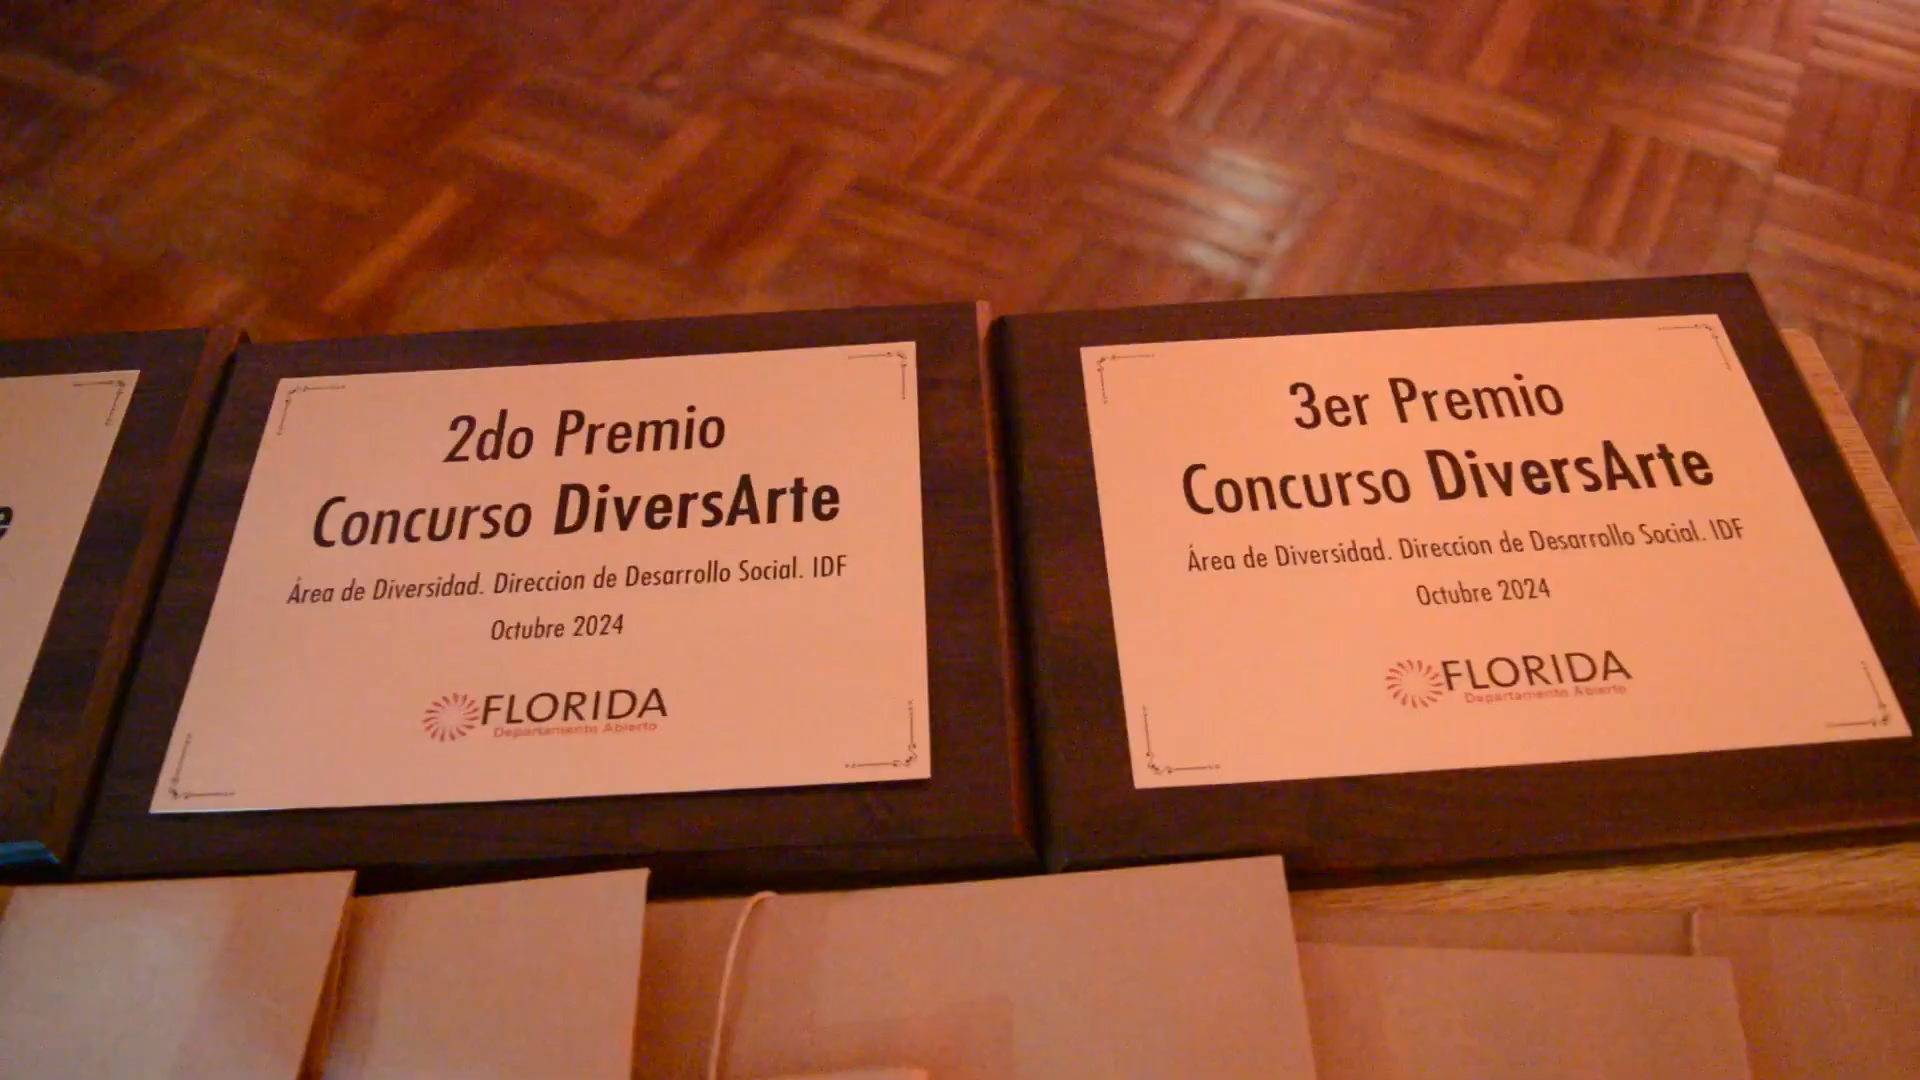 2do Premio
Concurso DiversArte
Área de Diversidad. Direccion de Desarrollo Social. IDF
Octubre 2024
FLORIDA
Departamento Abierto
3er Premio
Concurso DiversArte
Área de Diversidad. Direccion de Desarrollo Social. IDF
Octubre 2024
FLORIDA
Departamento Abierto